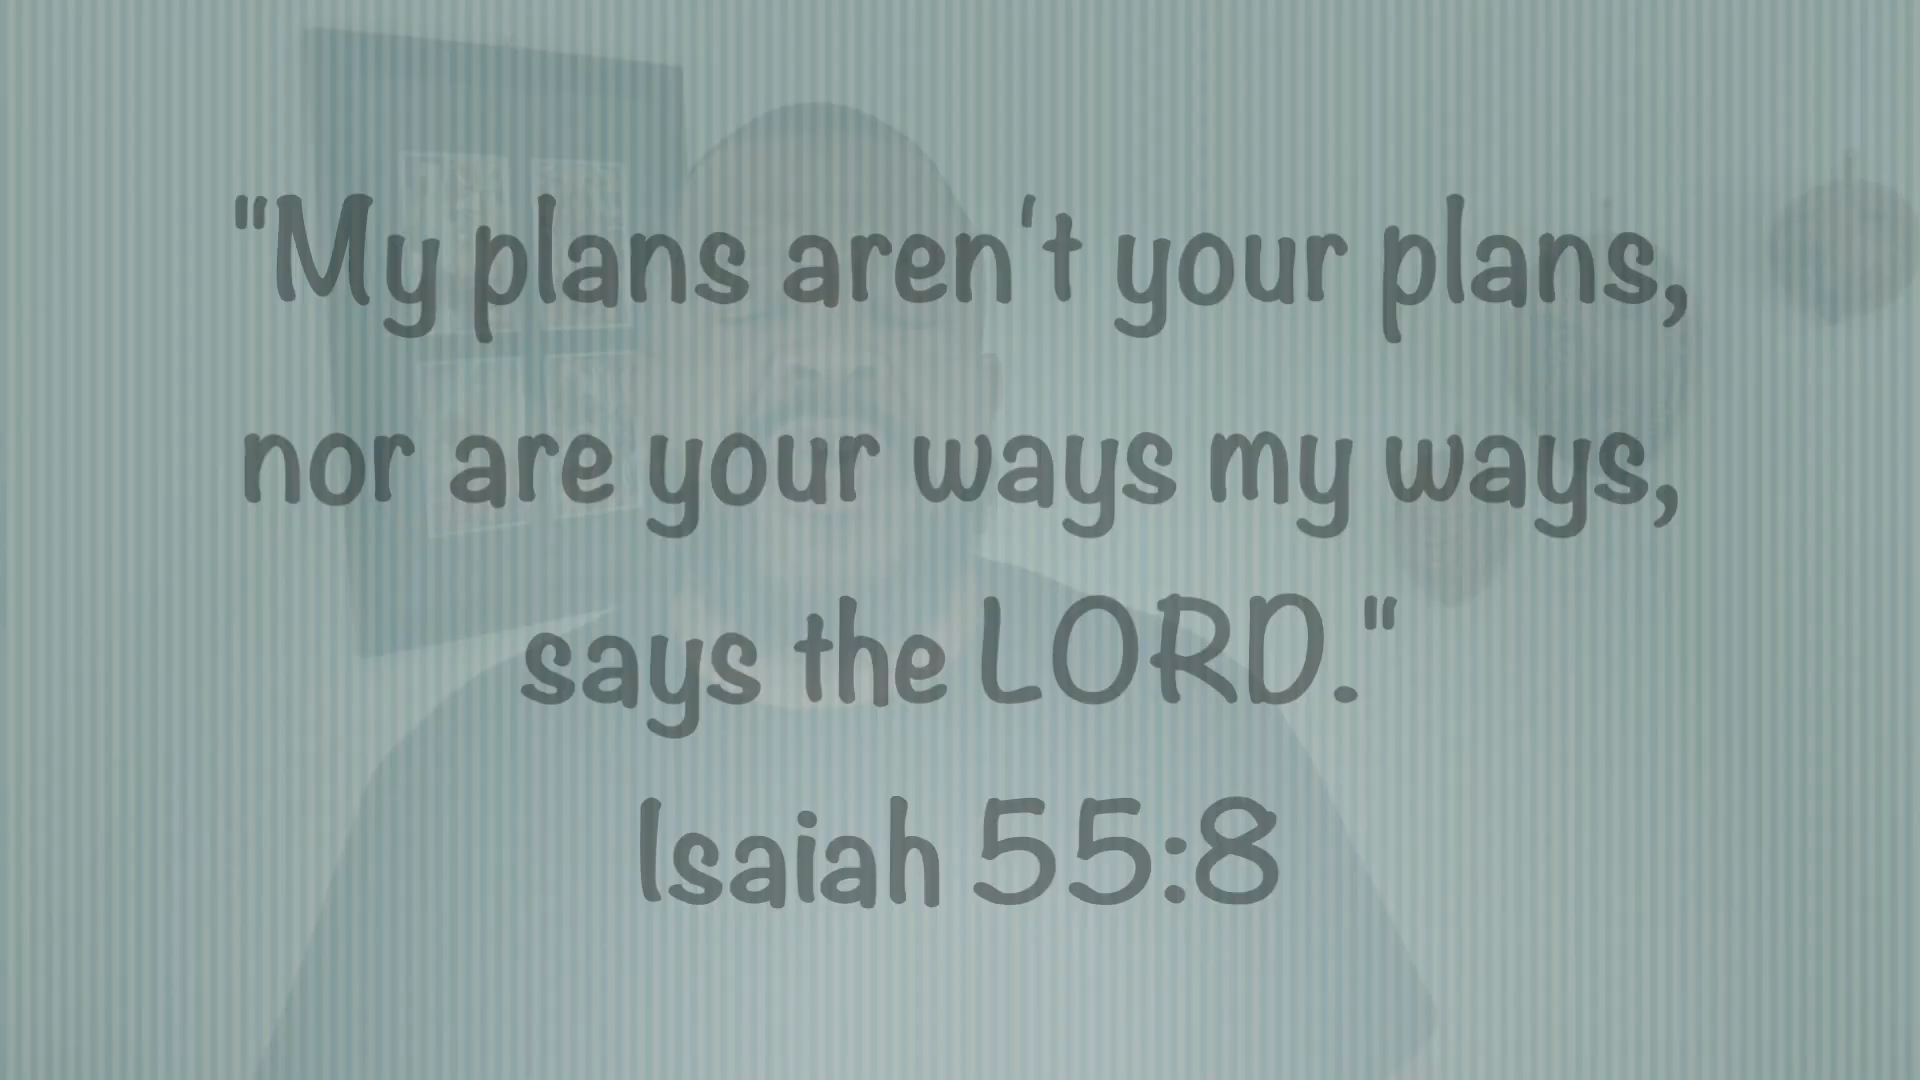 "My plans aren't your plans,
nor are your ways my ways,
says the LORD."
Isaiah 55:8